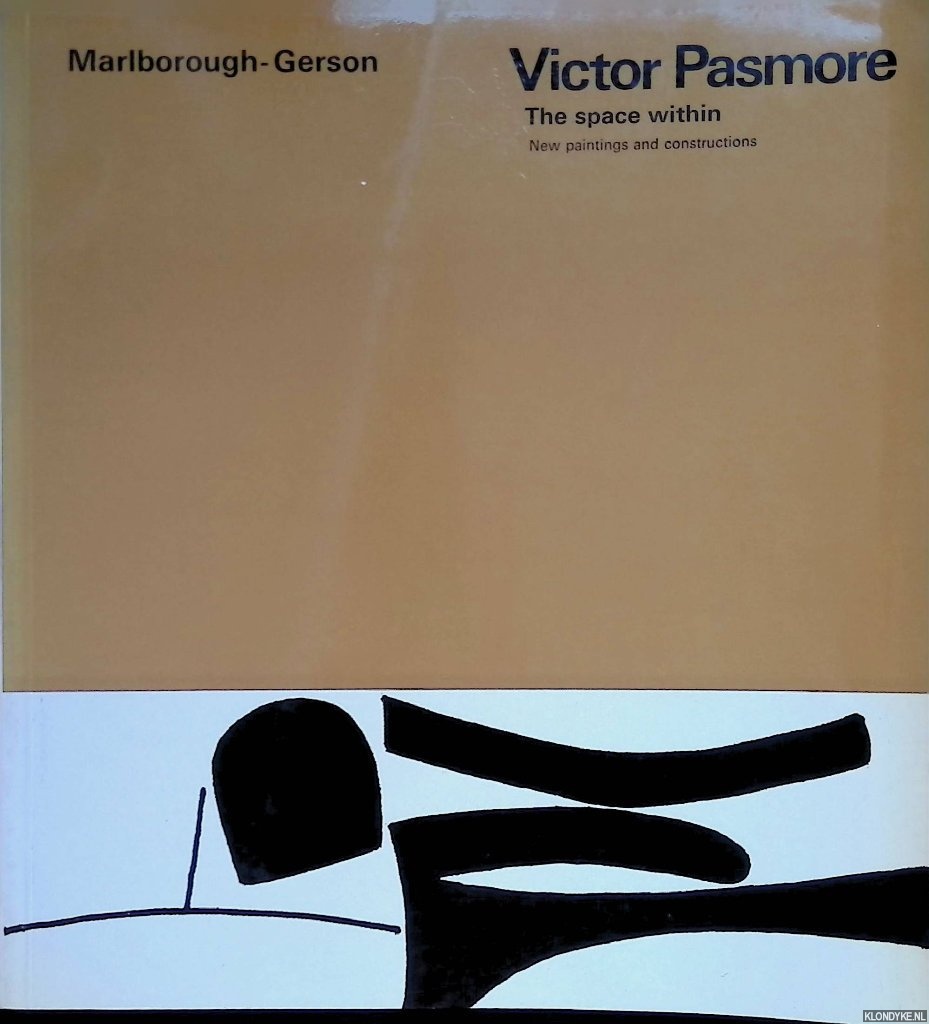 Marlborough-Gerson
Victor Pasmore
The space within
New paintings and constructions
KLONDYKE.NL